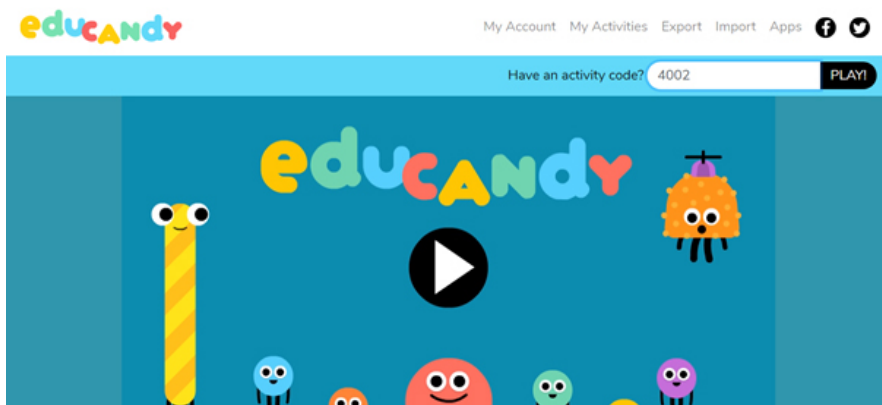 educandy
My Account My Activities Export Import Apps
Have an activity code? 4002 PLAY!
educandy